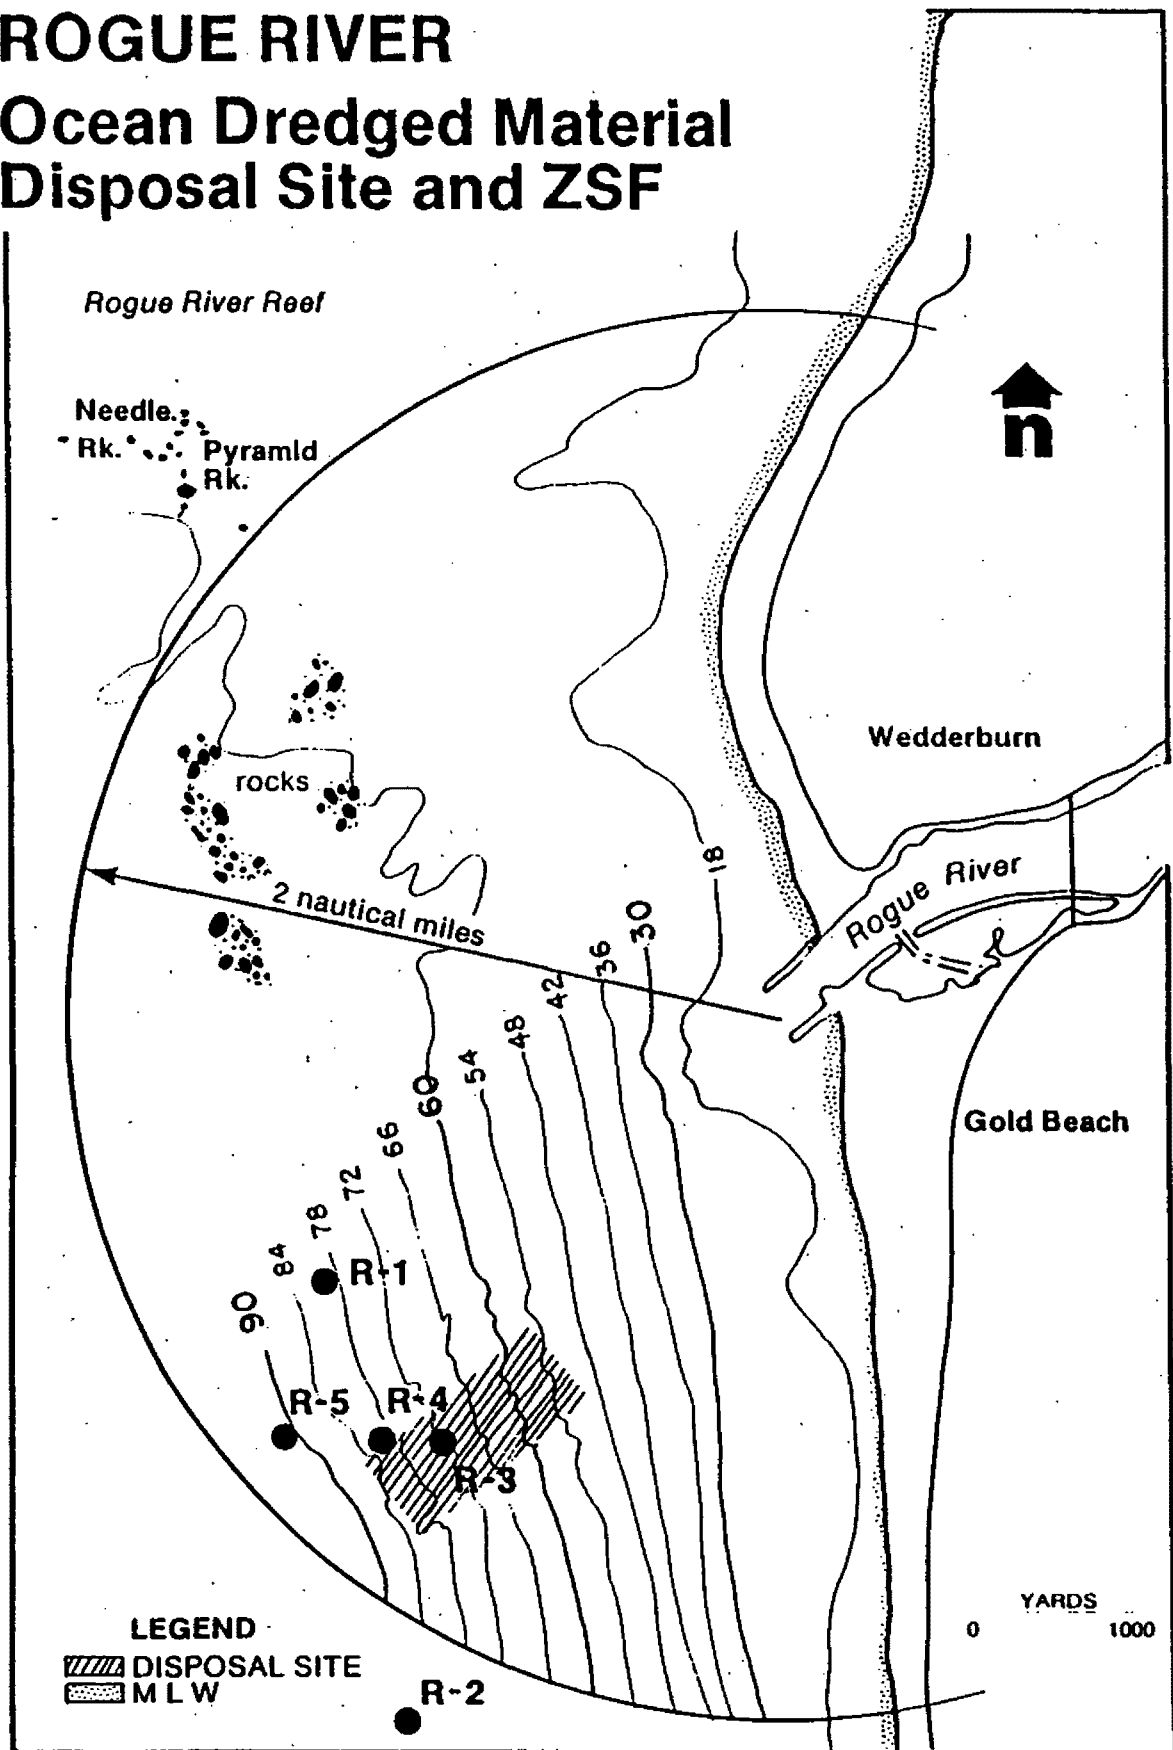 ROGUE RIVER
Ocean Dredged Material
Disposal Site and ZSF
Rogue River Reef
n
Needle
Rk.
Pyramid
Rk.
Wedderburn
rocks
18
Rogue River
2 nautical miles
30
36
42
48
54
60
Gold Beach
66
72
78
84
R-1
90
R-5
R-4
R-3
YARDS
0 1000
LEGEND
DISPOSAL SITE
M L W
R-2